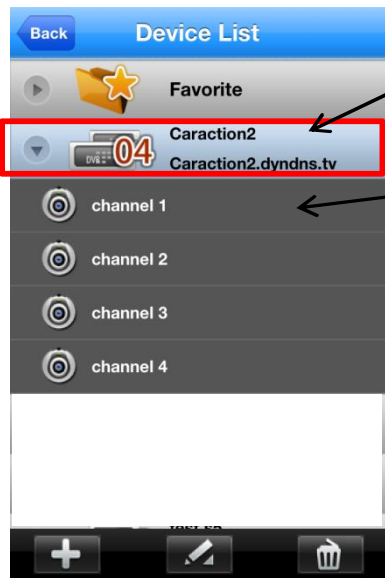 Back
Device List
Favorite
DVR 04
Caraction2
Caraction2.dyndns.tv
channel 1
channel 2
channel 3
channel 4